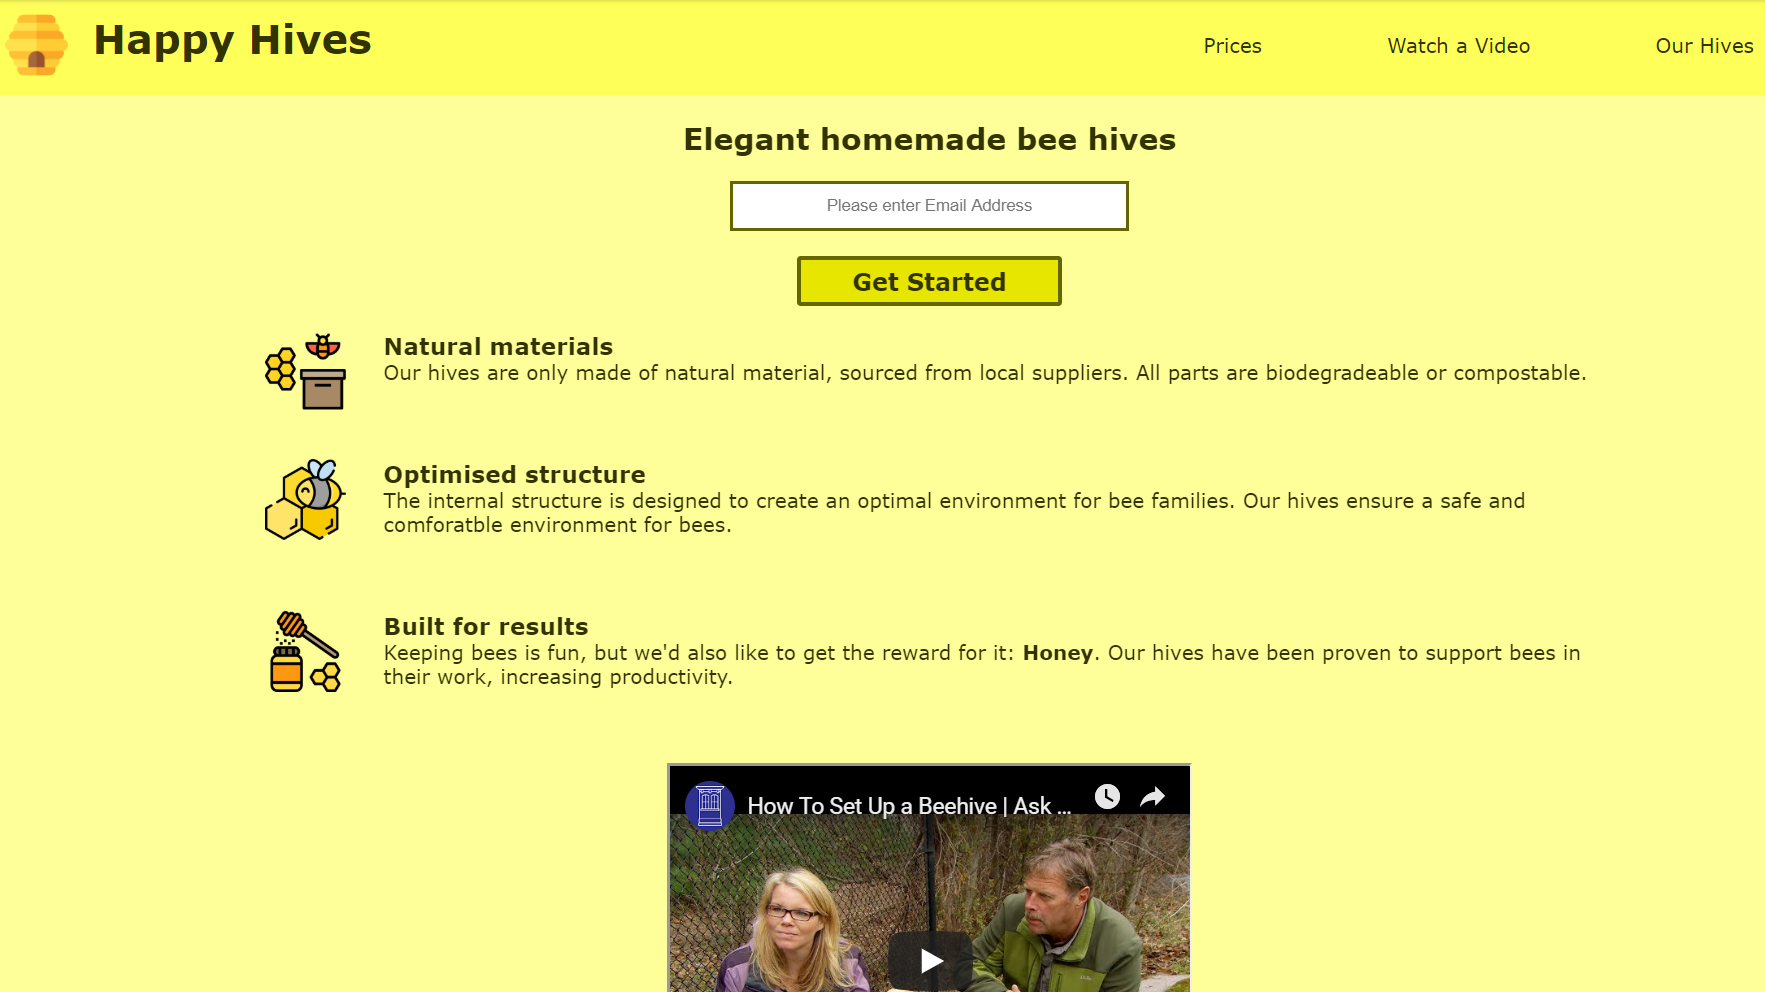 Happy Hives
Prices
Watch a Video
Our Hives
Elegant homemade bee hives
Please enter Email Address
Get Started
Natural materials
Our hives are only made of natural material, sourced from local suppliers. All parts are biodegradeable or compostable.
Optimised structure
The internal structure is designed to create an optimal environment for bee families. Our hives ensure a safe and
comforatble environment for bees.
Built for results
Keeping bees is fun, but we'd also like to get the reward for it: Honey. Our hives have been proven to support bees in
their work, increasing productivity.
How To Set Up a Beehive | Ask ...